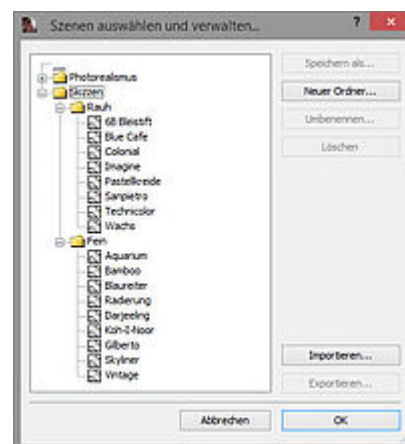 Szenen auswählen und verwalten...
?
Photorealismus
Skizzen
Rauh
6B Bleistift
Blue Cafe
Colonial
Imagine
Pastellkreide
Sanpietro
Technicolor
Wachs
Fein
Aquarium
Bamboo
Blaureiter
Radierung
Darjeeling
Koh-I-Noor
Gilberto
Skyliner
Vintage
Speichern als...
Neuer Ordner...
Umbenennen...
Löschen
Importieren...
Exportieren...
Abbrechen
OK